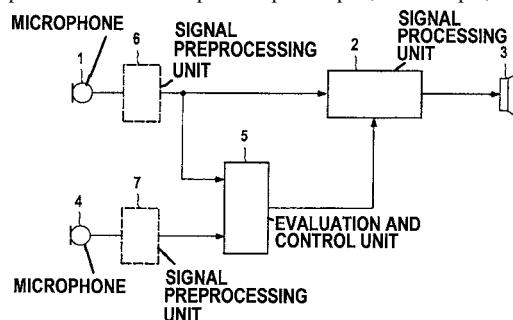 MICROPHONE
1
6
SIGNAL
PREPROCESSING
UNIT
2
SIGNAL
PROCESSING
UNIT
3
5
EVALUATION AND
CONTROL UNIT
4
MICROPHONE
7
SIGNAL
PREPROCESSING
UNIT